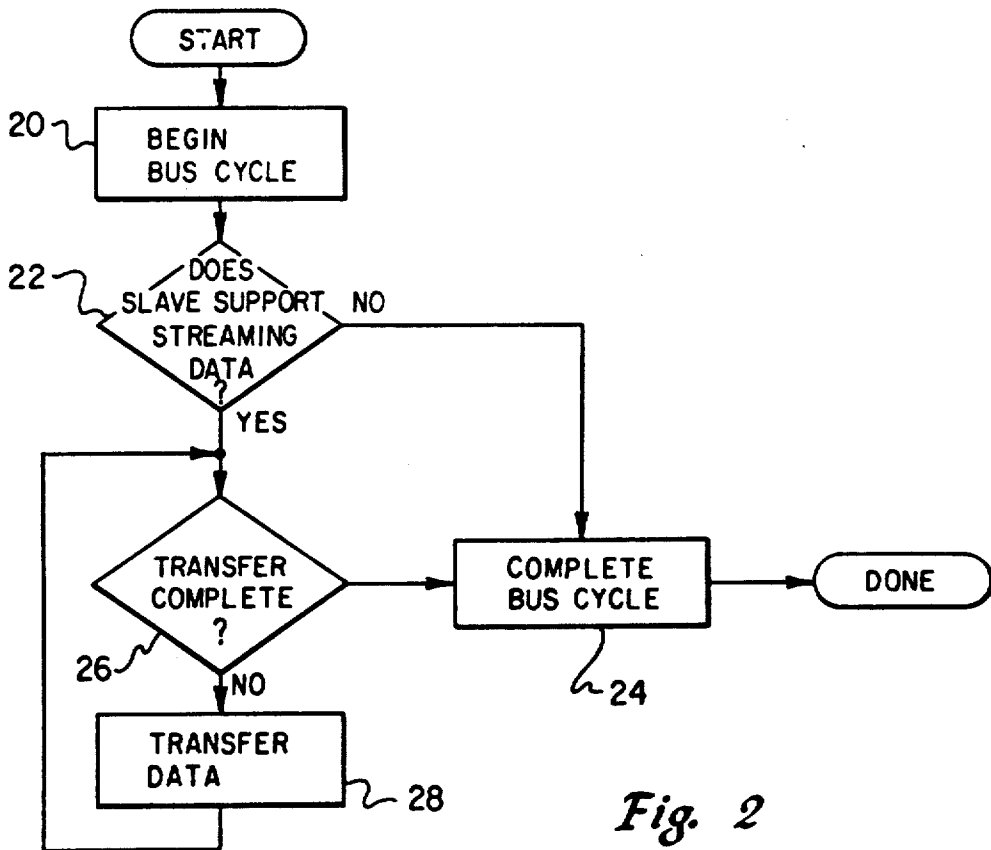 START
20
BEGIN
BUS CYCLE
22
DOES
SLAVE SUPPORT
STREAMING
DATA
?
NO
YES
TRANSFER
COMPLETE
?
26
NO
COMPLETE
BUS CYCLE
24
DONE
TRANSFER
DATA
28
Fig. 2